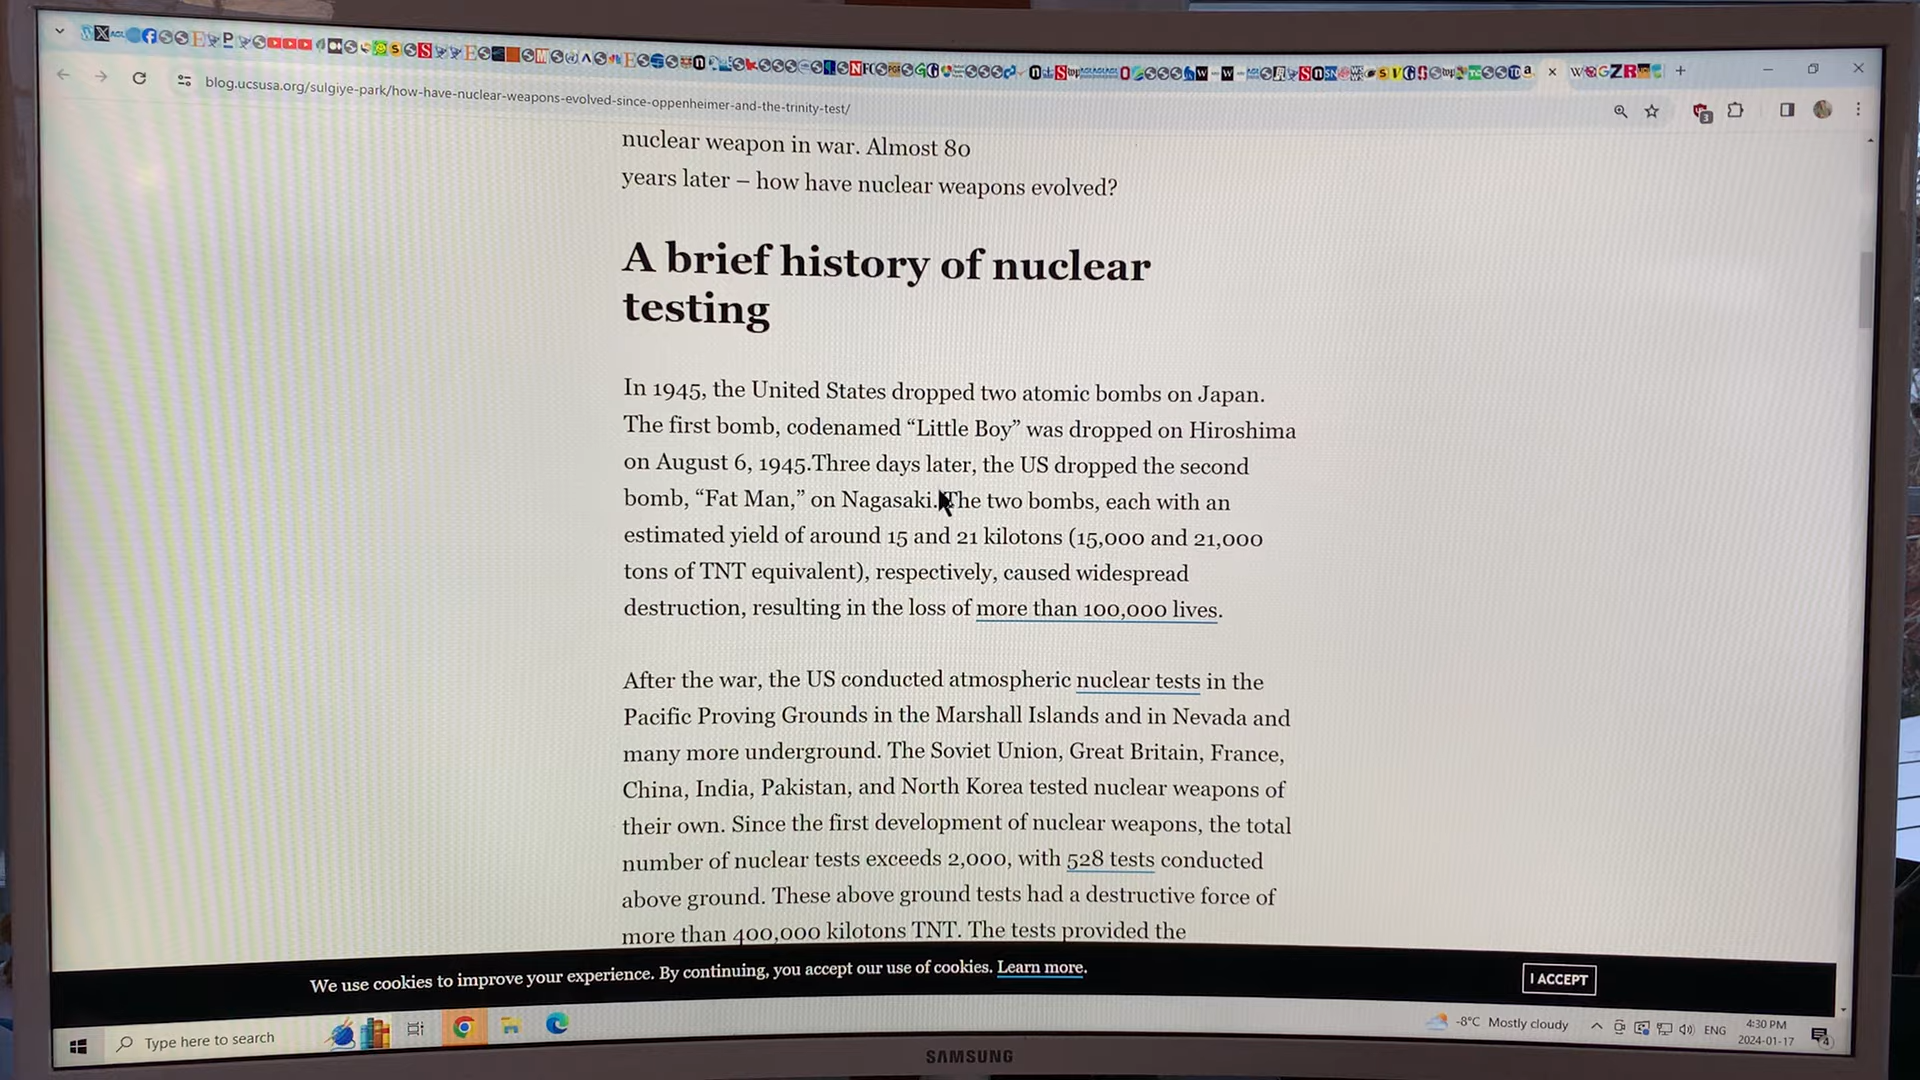 blog.ucsusa.org/sulgiye-park/how-have-nuclear-weapons-evolved-since-oppenheimer-and-the-trinity-test/
nuclear weapon in war. Almost 80
years later – how have nuclear weapons evolved?
A brief history of nuclear
testing
In 1945, the United States dropped two atomic bombs on Japan.
The first bomb, codenamed “Little Boy” was dropped on Hiroshima
on August 6, 1945.Three days later, the US dropped the second
bomb, “Fat Man,” on Nagasaki. The two bombs, each with an
estimated yield of around 15 and 21 kilotons (15,000 and 21,000
tons of TNT equivalent), respectively, caused widespread
destruction, resulting in the loss of more than 100,000 lives.
After the war, the US conducted atmospheric nuclear tests in the
Pacific Proving Grounds in the Marshall Islands and in Nevada and
many more underground. The Soviet Union, Great Britain, France,
China, India, Pakistan, and North Korea tested nuclear weapons of
their own. Since the first development of nuclear weapons, the total
number of nuclear tests exceeds 2,000, with 528 tests conducted
above ground. These above ground tests had a destructive force of
more than 400,000 kilotons TNT. The tests provided the
We use cookies to improve your experience. By continuing, you accept our use of cookies. Learn more.
I ACCEPT
Type here to search
-8°C Mostly cloudy
ENG
4:30 PM
2024-01-17
4
SAMSUNG